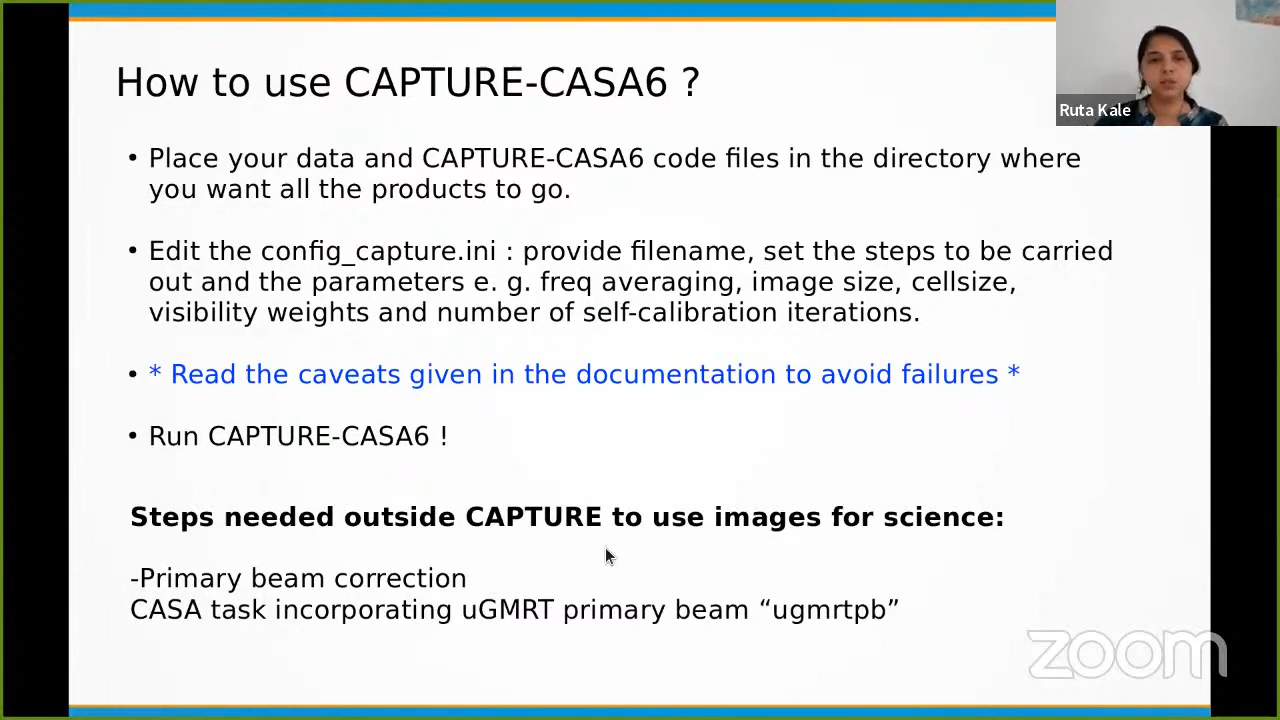 How to use CAPTURE-CASA6 ?
Ruta Kale
• Place your data and CAPTURE-CASA6 code files in the directory where
you want all the products to go.
• Edit the config_capture.ini : provide filename, set the steps to be carried
out and the parameters e. g. freq averaging, image size, cellsize,
visibility weights and number of self-calibration iterations.
• * Read the caveats given in the documentation to avoid failures *
• Run CAPTURE-CASA6 !
Steps needed outside CAPTURE to use images for science:
-Primary beam correction
CASA task incorporating uGMRT primary beam “ugmrtpb”
zoom